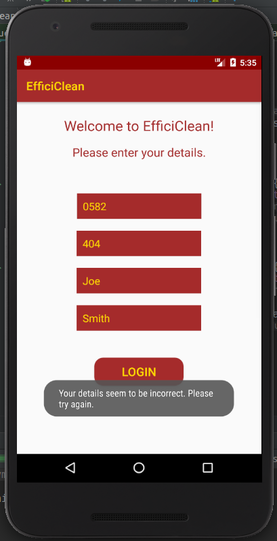 5:35
EfficiClean
Welcome to EfficiClean!
Please enter your details.
0582
404
Joe
Smith
LOGIN
Your details seem to be incorrect. Please
try again.